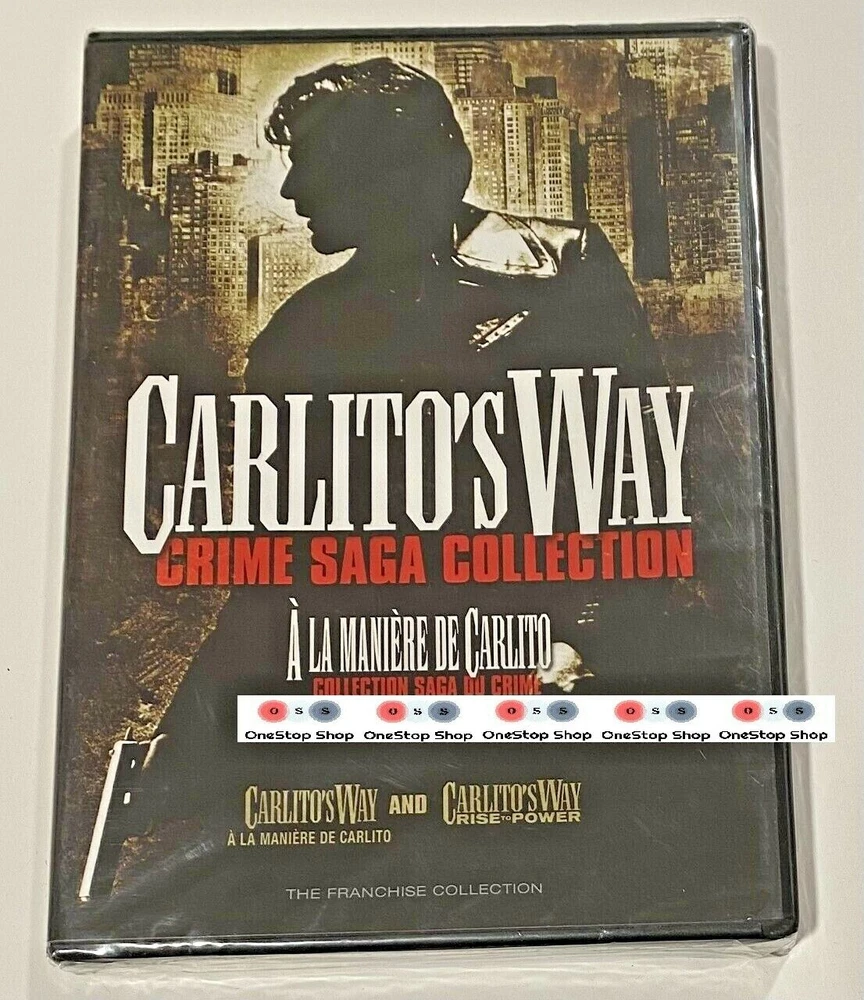 CARLITO'S WAY
CRIME SAGA COLLECTION
À LA MANIÈRE DE CARLITO
COLLECTION SAGA DU CRIME
O S S O S S O S S O S S O S S
OneStop Shop OneStop Shop OneStop Shop OneStop Shop OneStop Shop
CARLITO'S WAY AND CARLITO'S WAY
RISE TO POWER
À LA MANIÈRE DE CARLITO
THE FRANCHISE COLLECTION